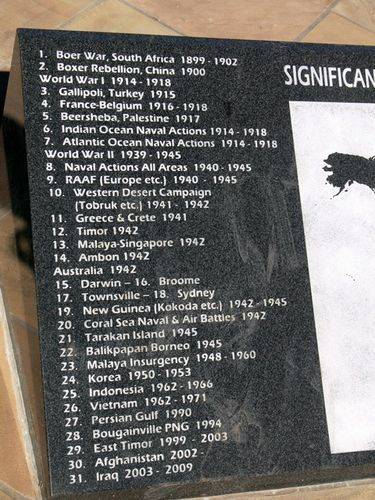 1. Boer War, South Africa 1899 - 1902
2. Boxer Rebellion, China 1900
World War I 1914 - 1918
3. Gallipoli, Turkey 1915
4. France-Belgium 1916 - 1918
5. Beersheba, Palestine 1917
6. Indian Ocean Naval Actions 1914 - 1918
7. Atlantic Ocean Naval Actions 1914 - 1918
World War II 1939 - 1945
8. Naval Actions All Areas 1940 - 1945
9. RAAF (Europe etc.) 1940 - 1945
10. Western Desert Campaign
(Tobruk etc.) 1941 - 1942
11. Greece & Crete 1941
12. Timor 1942
13. Malaya-Singapore 1942
14. Ambon 1942
Australia 1942
15. Darwin – 16. Broome
17. Townsville – 18. Sydney
19. New Guinea (Kokoda etc.) 1942 - 1945
20. Coral Sea Naval & Air Battles 1942
21. Tarakan Island 1945
22. Balikpapan Borneo 1945
23. Malaya Insurgency 1948 - 1960
24. Korea 1950 - 1953
25. Indonesia 1962 - 1966
26. Vietnam 1962 - 1971
27. Persian Gulf 1990
28. Bougainville PNG 1994
29. East Timor 1999 - 2003
30. Afghanistan 2002 -
31. Iraq 2003 - 2009
SIGNIFICAN